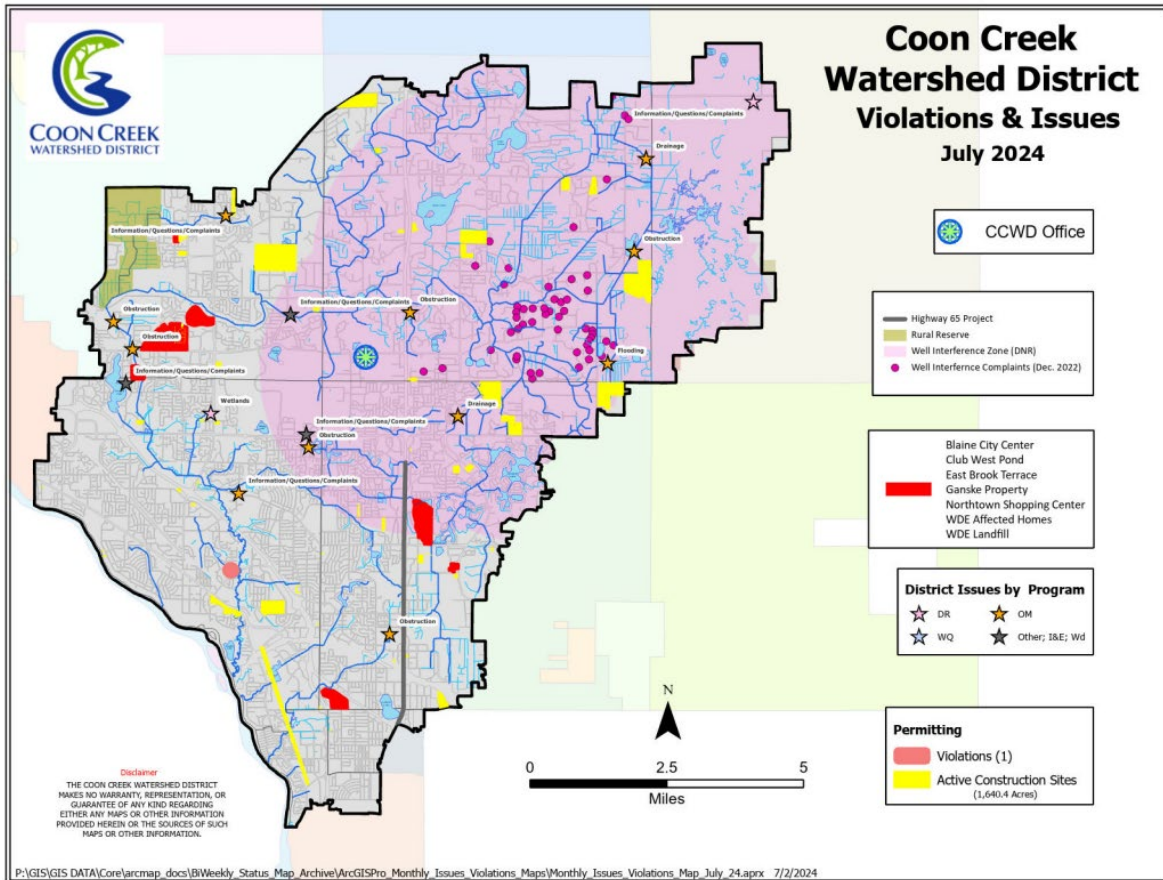 COON CREEK
WATERSHED DISTRICT
Coon Creek
Watershed District
Violations & Issues
July 2024
CCWD Office
Highway 65 Project
Rural Reserve
Well Interference Zone (DNR)
Well Interfernce Complaints (Dec. 2022)
Blaine City Center
Club West Pond
East Brook Terrace
Ganske Property
Northtown Shopping Center
WDE Affected Homes
WDE Landfill
District Issues by Program
DR
OM
WQ
Other; I&E; Wd
Permitting
Violations (1)
Active Construction Sites
(1,640.4 Acres)
Information/Questions/Complaints
Drainage
Information/Questions/Complaints
Obstruction
Information/Questions/Complaints
Obstruction
Obstruction
Obstruction
Flooding
Information/Questions/Complaints
Wetlands
Drainage
Information/Questions/Complaints
Obstruction
Information/Questions/Complaints
Obstruction
N
0
2.5
5
Miles
Disclaimer
THE COON CREEK WATERSHED DISTRICT
MAKES NO WARRANTY, REPRESENTATION, OR
GUARANTEE OF ANY KIND REGARDING
EITHER ANY MAPS OR OTHER INFORMATION
PROVIDED HEREIN OR THE SOURCES OF SUCH
MAPS OR OTHER INFORMATION.
P:\GIS\GIS DATA\Core\arcmap_docs\BiWeekly_Status_Map_Archive\ArcGISPro_Monthly_Issues_Violations_Maps\Monthly_Issues_Violations_Map_July_24.aprx 7/2/2024